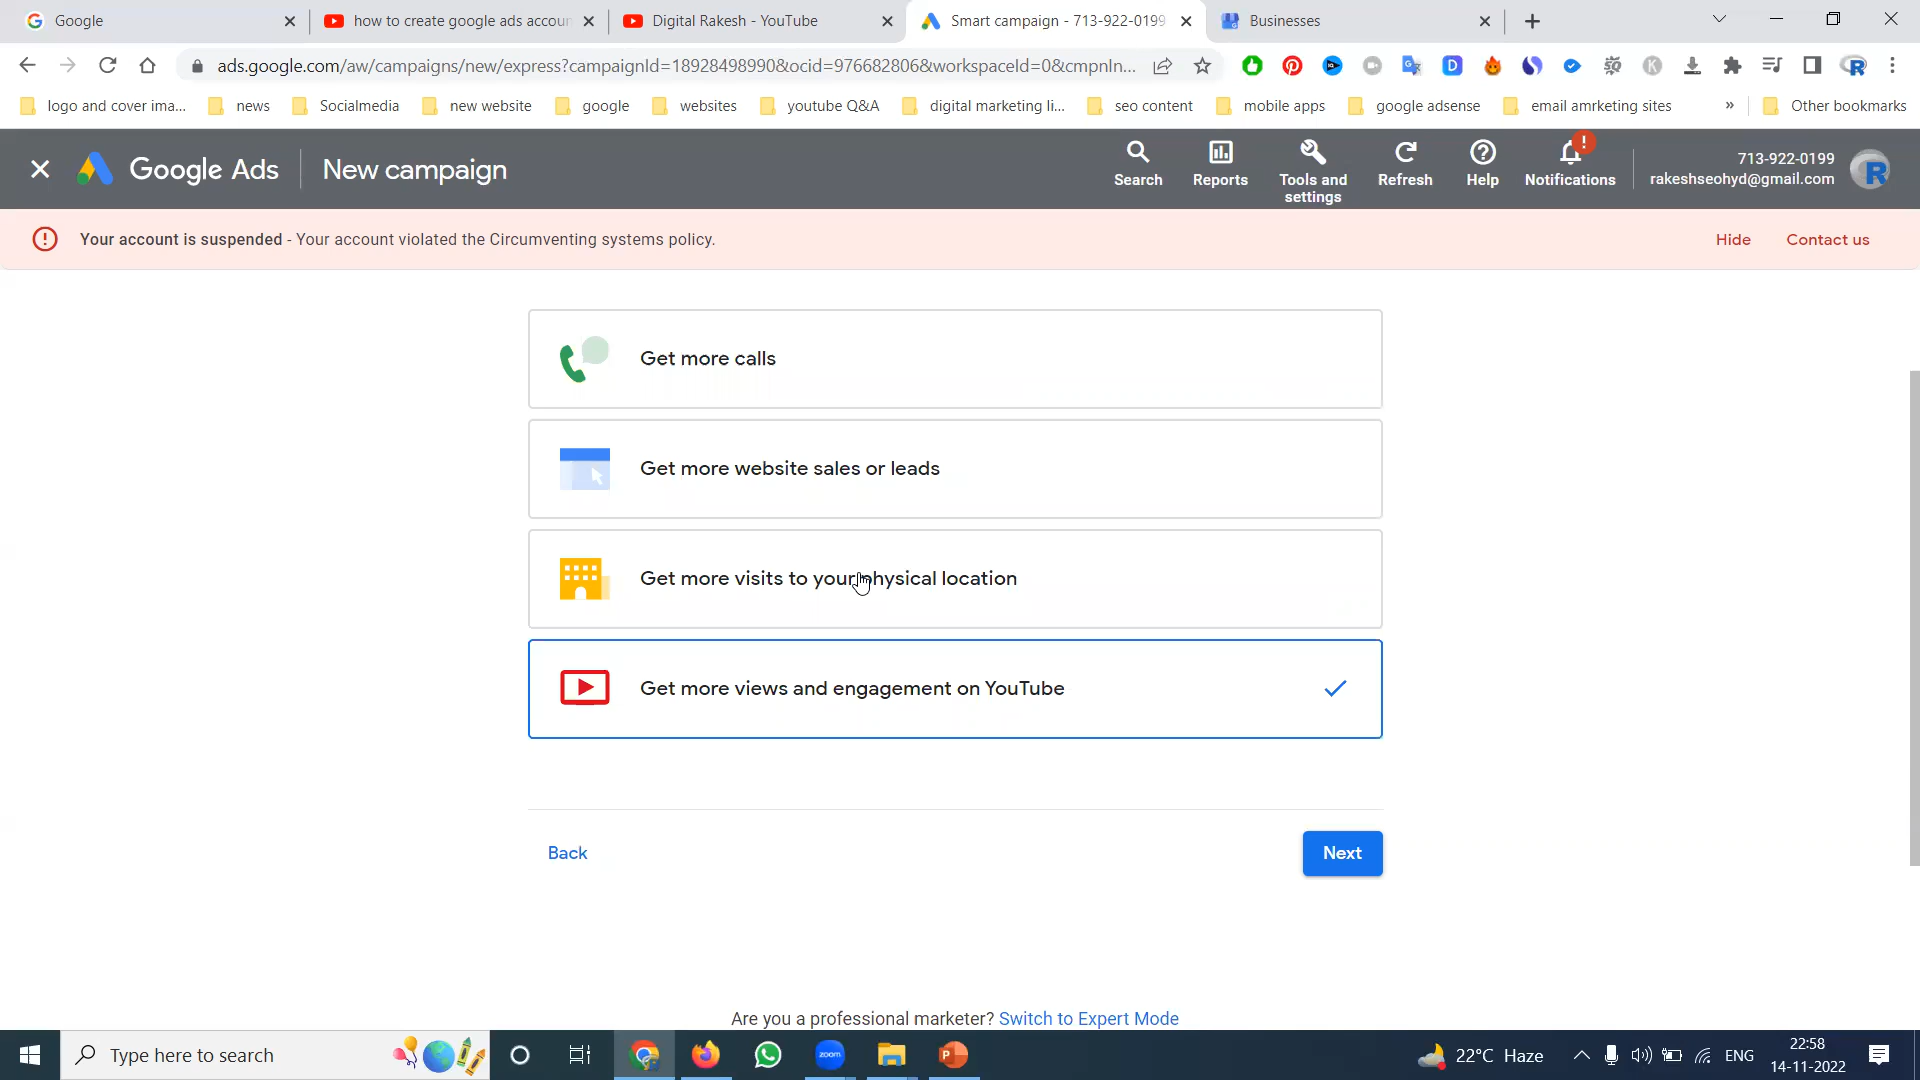 Google
how to create google ads accoun
Digital Rakesh - YouTube
Smart campaign - 713-922-0199
Businesses
ads.google.com/aw/campaigns/new/express?campaignId=18928498990&ocid=976682806&workspaceId=0&cmpnIn...
logo and cover ima...
news
Socialmedia
new website
google
websites
youtube Q&A
digital marketing li...
seo content
mobile apps
google adsense
email amrketing sites
»
Other bookmarks
Google Ads
New campaign
Search
Reports
Tools and
settings
Refresh
Help
Notifications
713-922-0199
rakeshseohyd@gmail.com
Your account is suspended - Your account violated the Circumventing systems policy.
Hide
Contact us
Get more calls
Get more website sales or leads
Get more visits to your physical location
Get more views and engagement on YouTube
Back
Next
Are you a professional marketer? Switch to Expert Mode
Type here to search
zoom
22°C Haze
ENG
22:58
14-11-2022